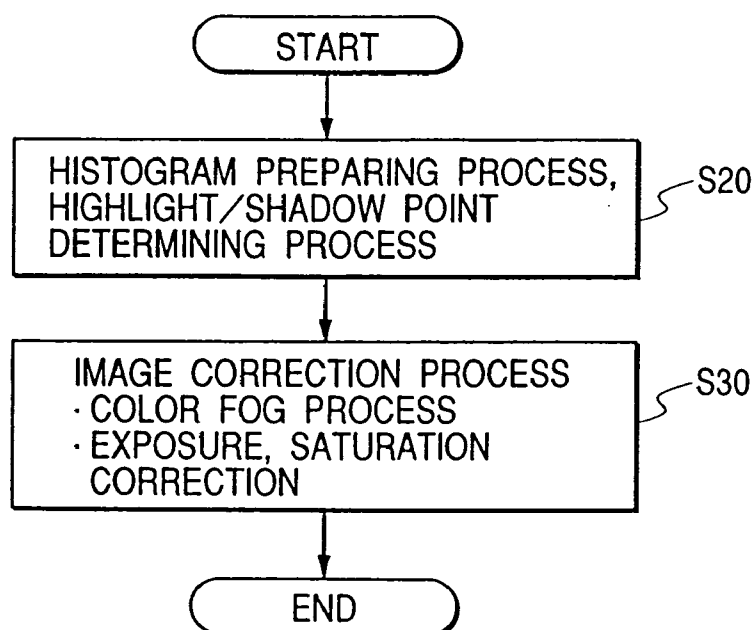 START
HISTOGRAM PREPARING PROCESS,
HIGHLIGHT/SHADOW POINT
DETERMINING PROCESS
S20
IMAGE CORRECTION PROCESS
· COLOR FOG PROCESS
· EXPOSURE, SATURATION
CORRECTION
S30
END